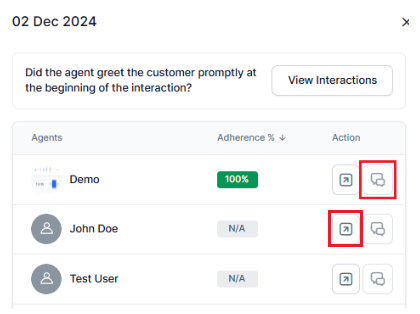 02 Dec 2024
Did the agent greet the customer promptly at
the beginning of the interaction?
View Interactions
Agents Adherence % ↓ Action
Demo 100%
John Doe N/A
Test User N/A